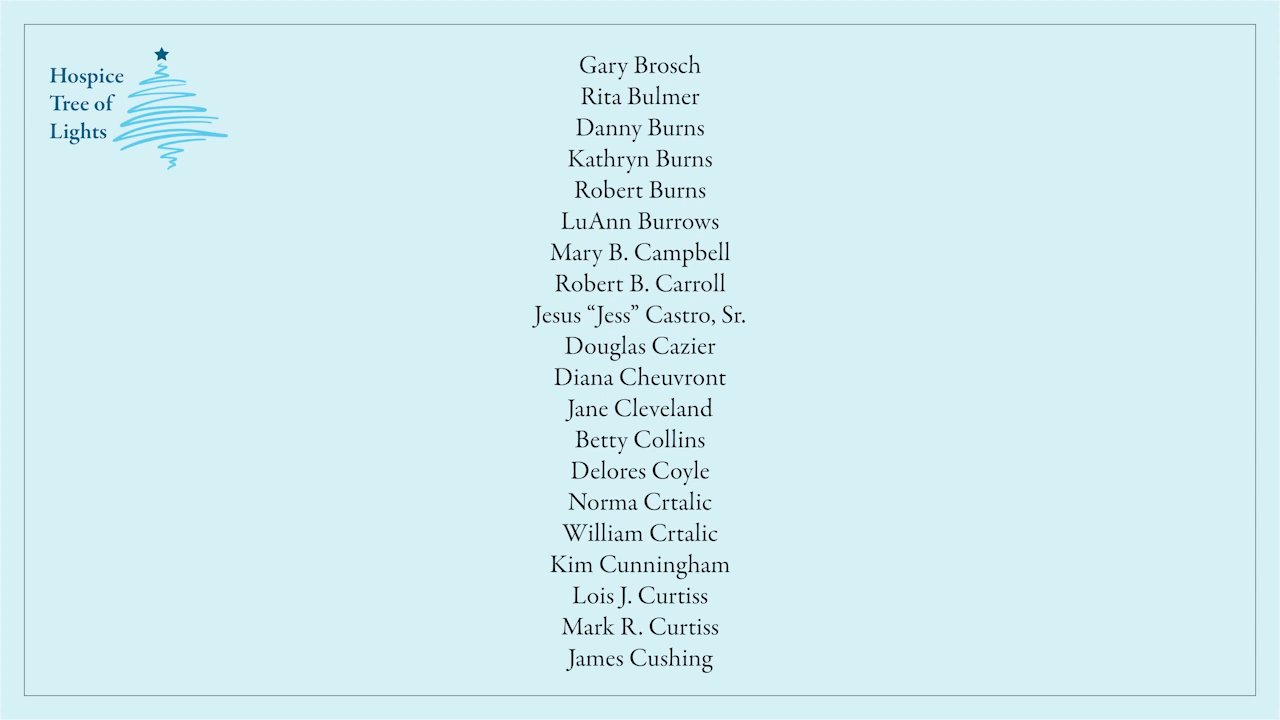 Hospice
Tree of
Lights
Gary Brosch
Rita Bulmer
Danny Burns
Kathryn Burns
Robert Burns
LuAnn Burrows
Mary B. Campbell
Robert B. Carroll
Jesus “Jess” Castro, Sr.
Douglas Cazier
Diana Cheuvront
Jane Cleveland
Betty Collins
Delores Coyle
Norma Crtalic
William Crtalic
Kim Cunningham
Lois J. Curtiss
Mark R. Curtiss
James Cushing